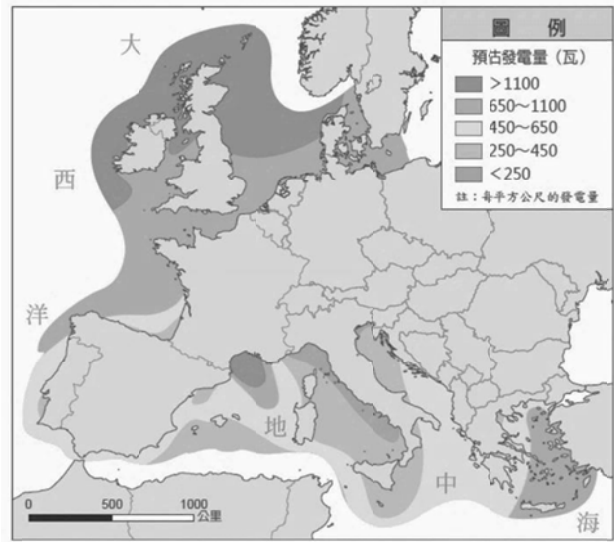 圖例
預估發電量（瓦）
＞1100
650～1100
450～650
250～450
＜250
註：每平方公尺的發電量
大
西
洋
地
中
海
0 500 1000
公里